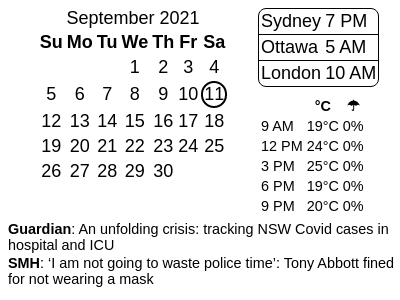 September 2021
Su Mo Tu We Th Fr Sa
1 2 3 4
5 6 7 8 9 10 11
12 13 14 15 16 17 18
19 20 21 22 23 24 25
26 27 28 29 30
Sydney 7 PM
Ottawa 5 AM
London 10 AM
°C ☂
9 AM 19°C 0%
12 PM 24°C 0%
3 PM 25°C 0%
6 PM 19°C 0%
9 PM 20°C 0%
Guardian: An unfolding crisis: tracking NSW Covid cases in
hospital and ICU
SMH: ‘I am not going to waste police time’: Tony Abbott fined
for not wearing a mask